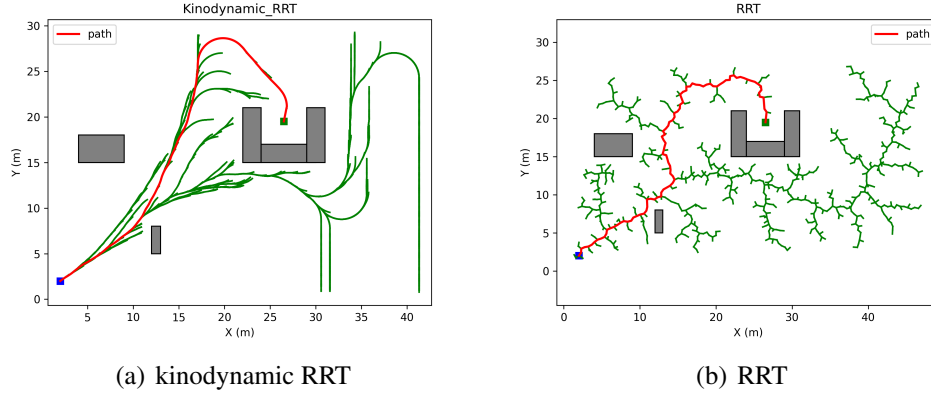 Kinodynamic_RRT
path
30
25
20
15
10
5
0
Y (m)
5 10 15 20 25 30 35 40
X (m)
(a) kinodynamic RRT
RRT
path
30
25
20
15
10
5
0
Y (m)
0 10 20 30 40
X (m)
(b) RRT